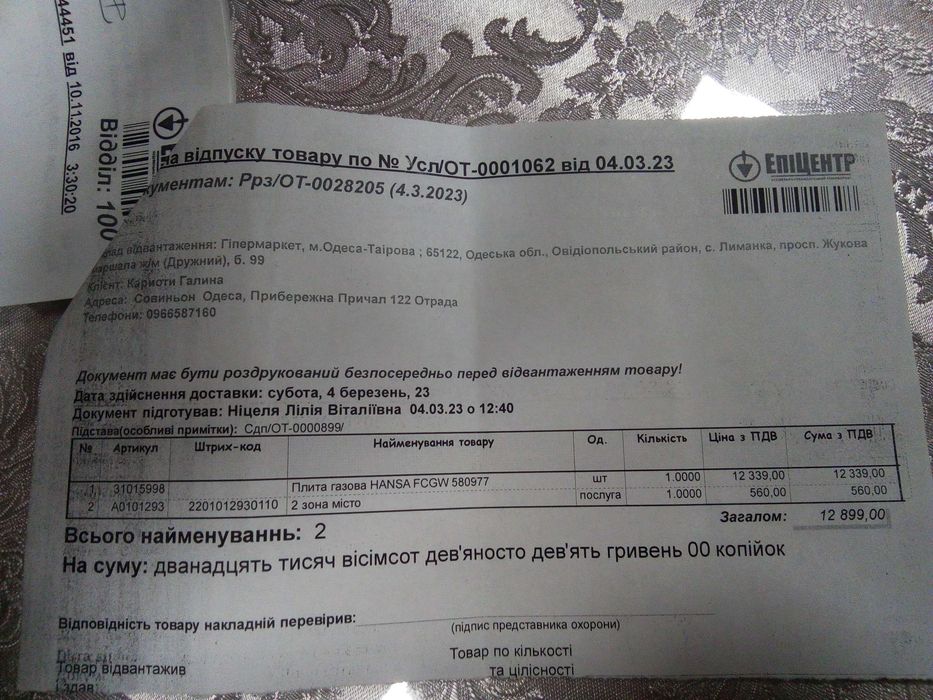 44451 від 10.11.2016 3:30:20
Відділ: 100
на відпуску товару по № Усл/ОТ-0001062 від 04.03.23
ЕПІЦЕНТР
документам: Ррз/ОТ-0028205 (4.3.2023)
відвантаження: Гіпермаркет, м.Одеса-Таірова ; 65122, Одеська обл., Овідіопольський район, с. Лиманка, просп. Жукова
маршала ж/м (Дружний), б. 99
Клієнт: Кариоти Галина
Адреса: Совиньон Одеса, Прибережна Причал 122 Отрада
Телефони: 0966587160
Документ має бути роздрукований безпосередньо перед відвантаженням товару!
Дата здійснення доставки: субота, 4 березень, 23
Документ підготував: Ніцеля Лілія Віталіївна 04.03.23 о 12:40
Підстава(особливі примітки): Сдп/ОТ-0000899/
№ Артикул Штрих-код Найменування товару Од. Кількість Ціна з ПДВ Сума з ПДВ
1 31015998 Плита газова HANSA FCGW 580977 шт 1.0000 12 339,00 12 339,00
2 A0101293 2201012930110 2 зона місто послуга 1.0000 560,00 560,00
Загалом: 12 899,00
Всього найменуваннь: 2
На суму: дванадцять тисяч вісімсот дев'яносто дев'ять гривень 00 копійок
Відповідність товару накладній перевірив:
(підпис представника охорони)
Товар по кількості
Товар відвантажив та цілісності
Здав: